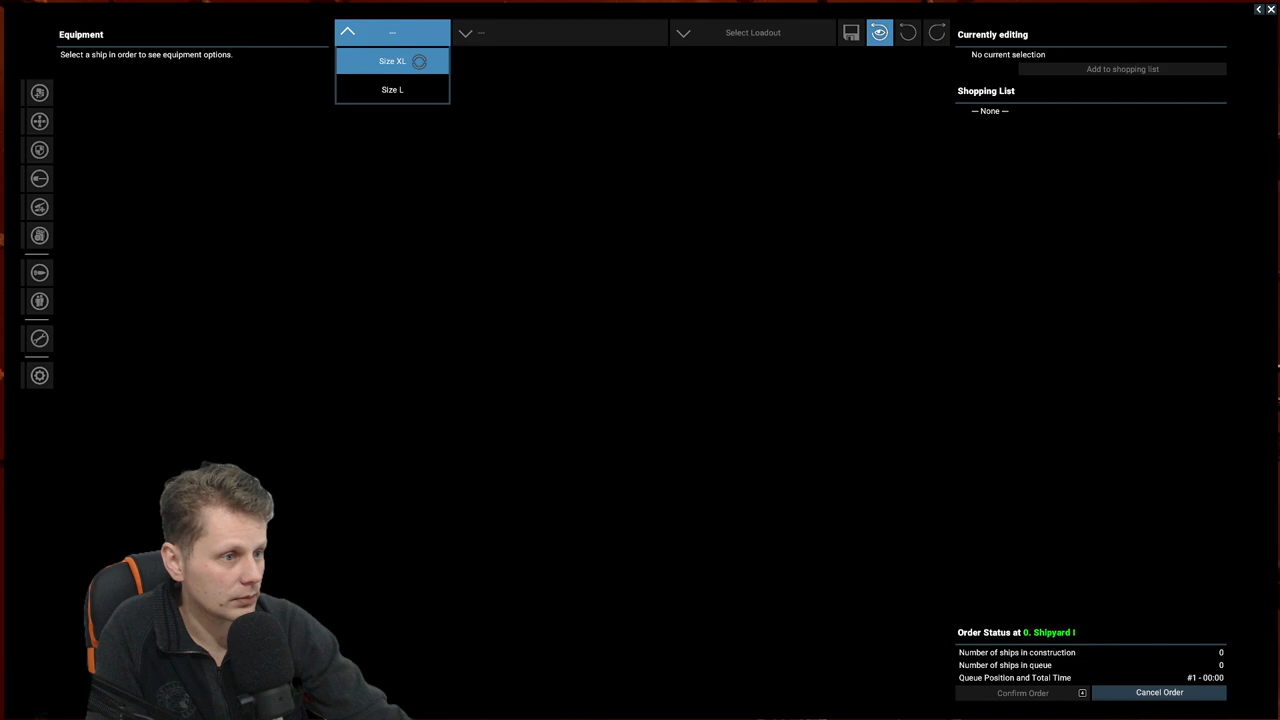 Equipment
Select a ship in order to see equipment options.
---
Size XL
Size L
---
Select Loadout
Currently editing
No current selection
Add to shopping list
Shopping List
--- None ---
Order Status at 0. Shipyard I
Number of ships in construction 0
Number of ships in queue 0
Queue Position and Total Time #1 - 00:00
Confirm Order
Cancel Order